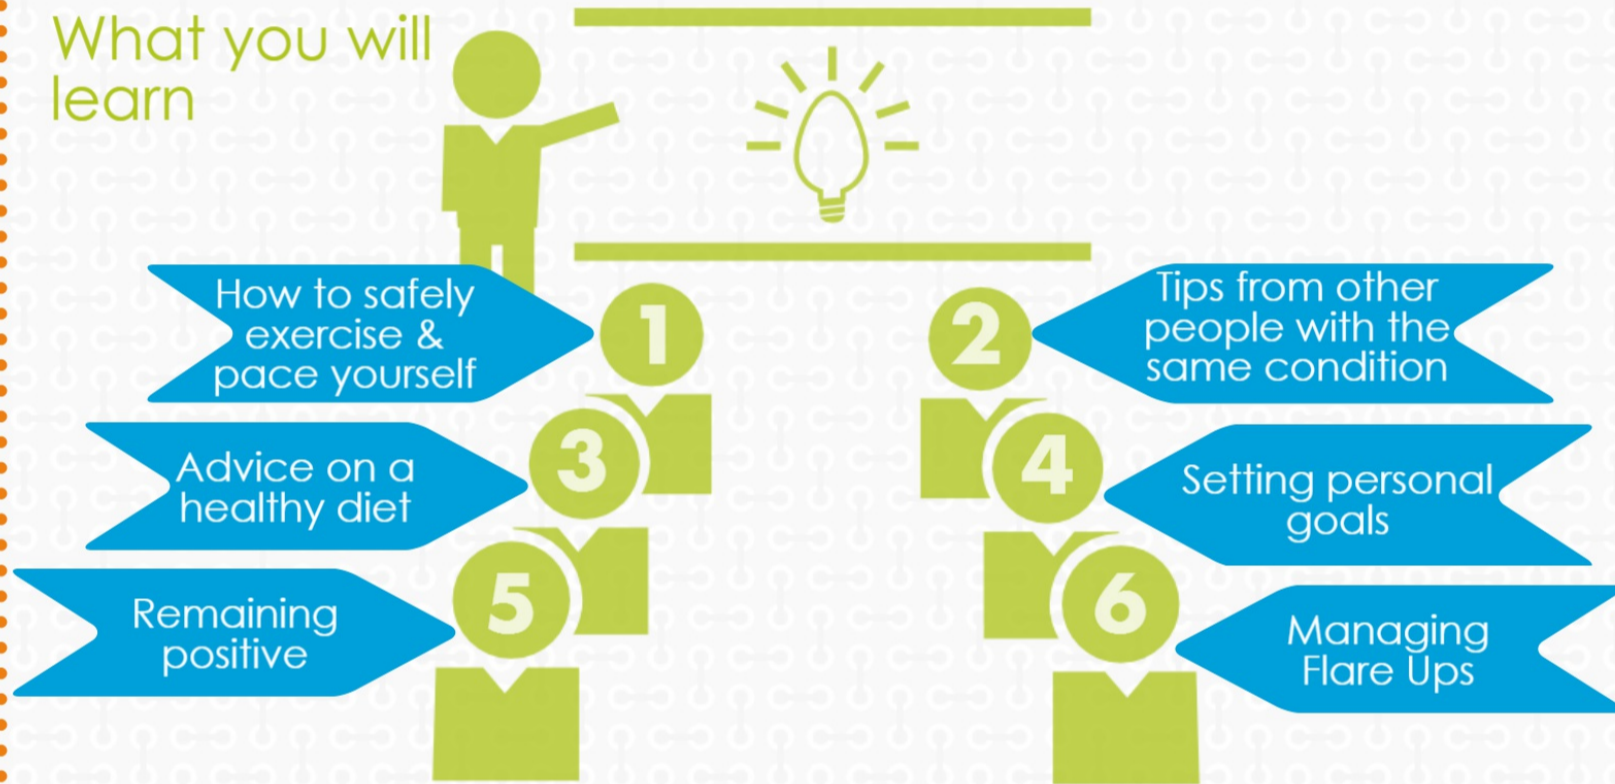 What you will
learn
1
How to safely
exercise &
pace yourself
2
Tips from other
people with the
same condition
3
Advice on a
healthy diet
4
Setting personal
goals
5
Remaining
positive
6
Managing
Flare Ups